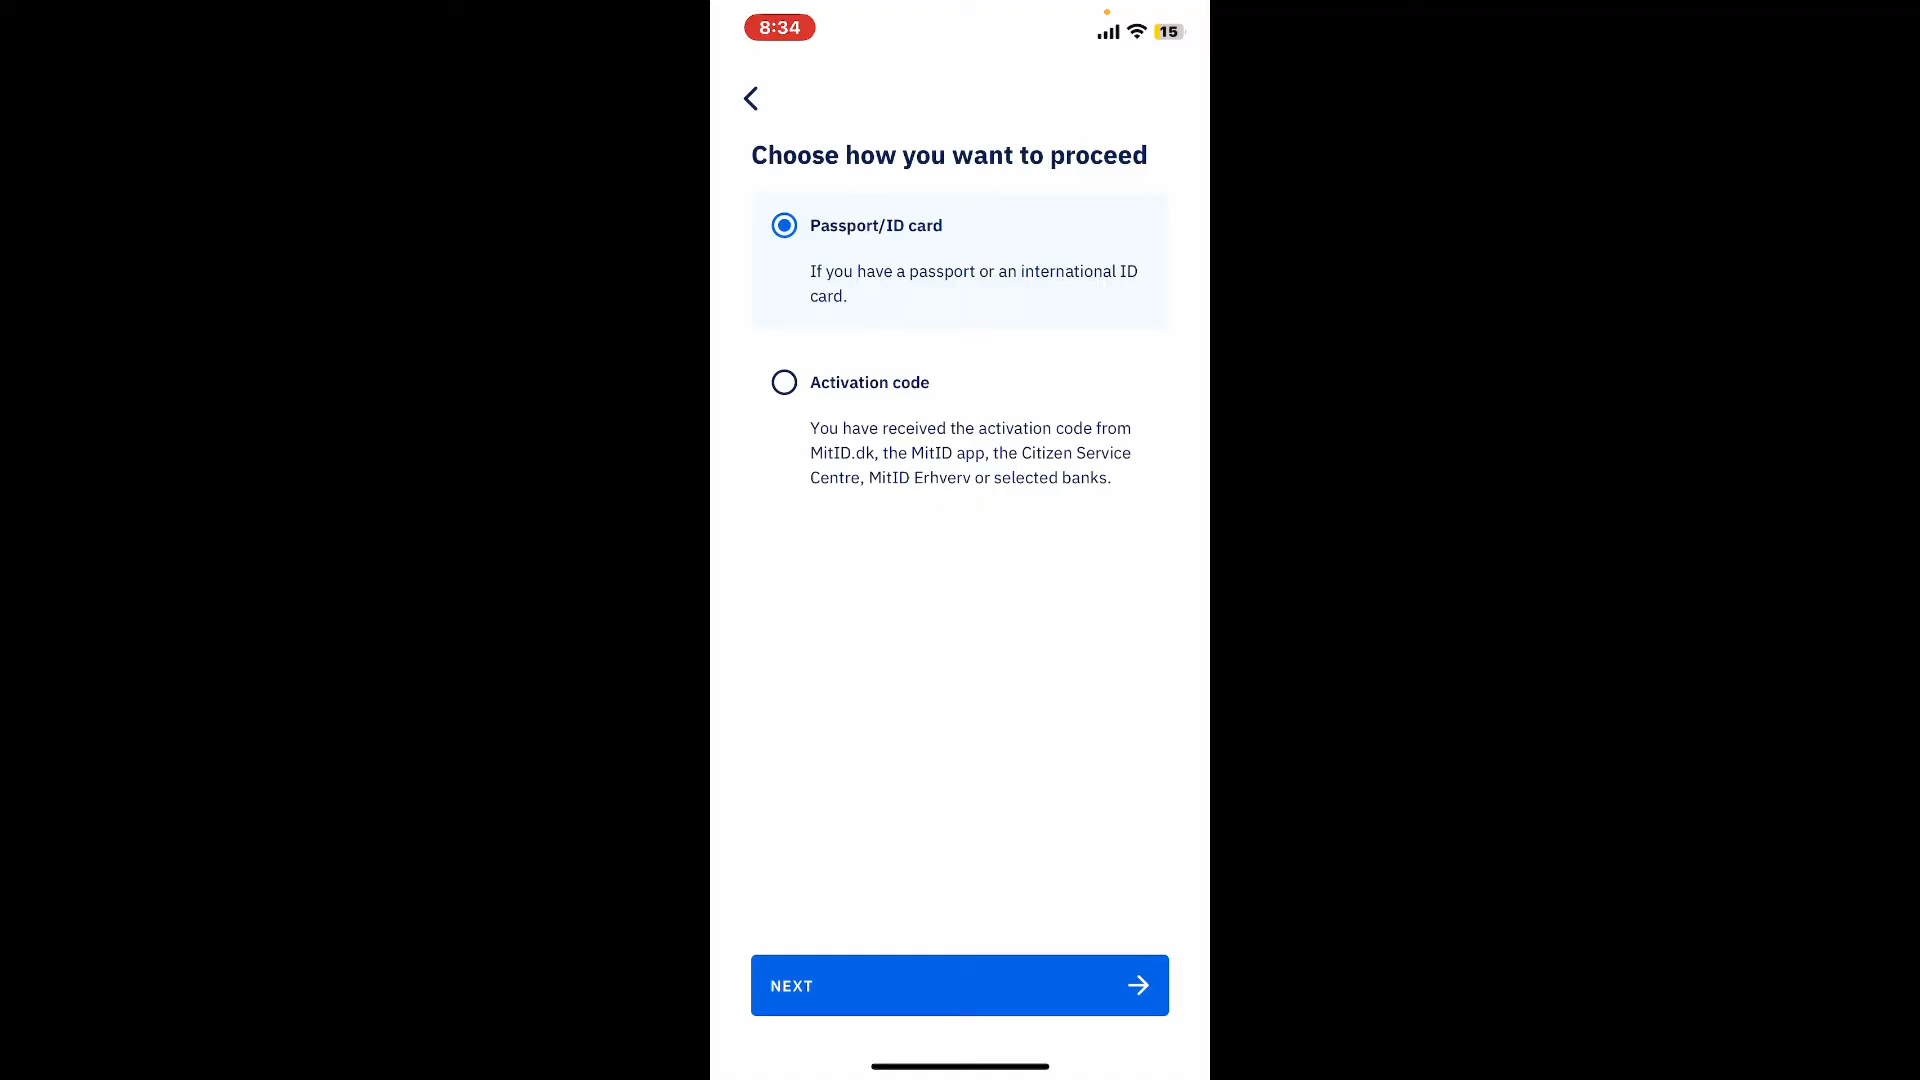 8:34
15
Choose how you want to proceed
Passport/ID card
If you have a passport or an international ID
card.
Activation code
You have received the activation code from
MitID.dk, the MitID app, the Citizen Service
Centre, MitID Erhverv or selected banks.
NEXT